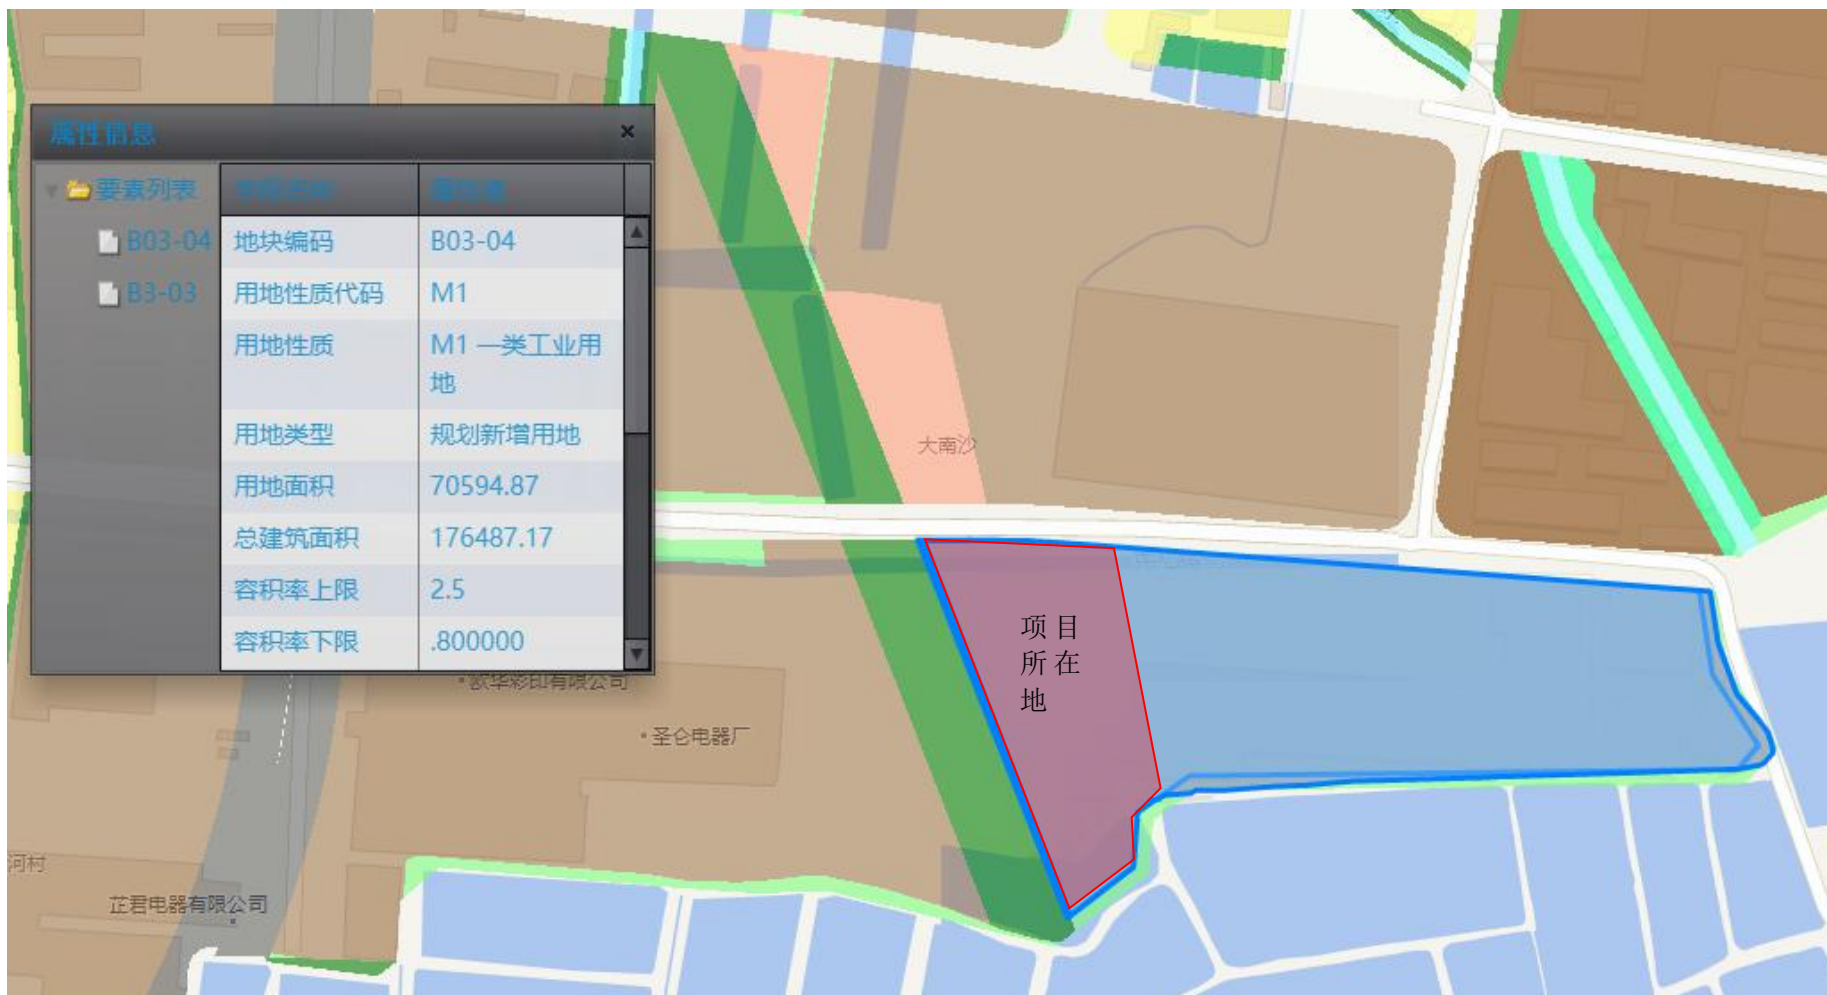 属性信息 ×
要素列表
B03-04
B3-03
属性值
地块编码 B03-04
用地性质代码 M1
用地性质 M1 一类工业用
地
用地类型 规划新增用地
用地面积 70594.87
总建筑面积 176487.17
容积率上限 2.5
容积率下限 .800000
大南沙
项目
所在
地
欧华彩印有限公司
圣仑电器厂
河村
芷君电器有限公司